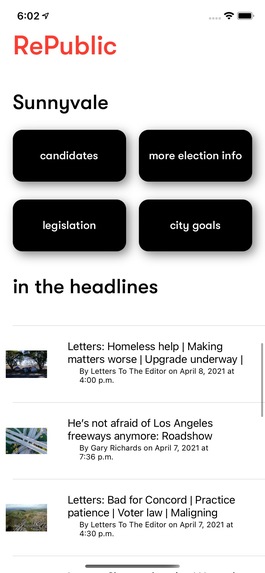 6:02
RePublic
Sunnyvale
candidates
more election info
legislation
city goals
in the headlines
Letters: Homeless help | Making
matters worse | Upgrade underway |
By Letters To The Editor on April 8, 2021 at
4:00 p.m.
He's not afraid of Los Angeles
freeways anymore: Roadshow
By Gary Richards on April 7, 2021 at
7:36 p.m.
Letters: Bad for Concord | Practice
patience | Voter law | Maligning
By Letters To The Editor on April 7, 2021 at
4:30 p.m.